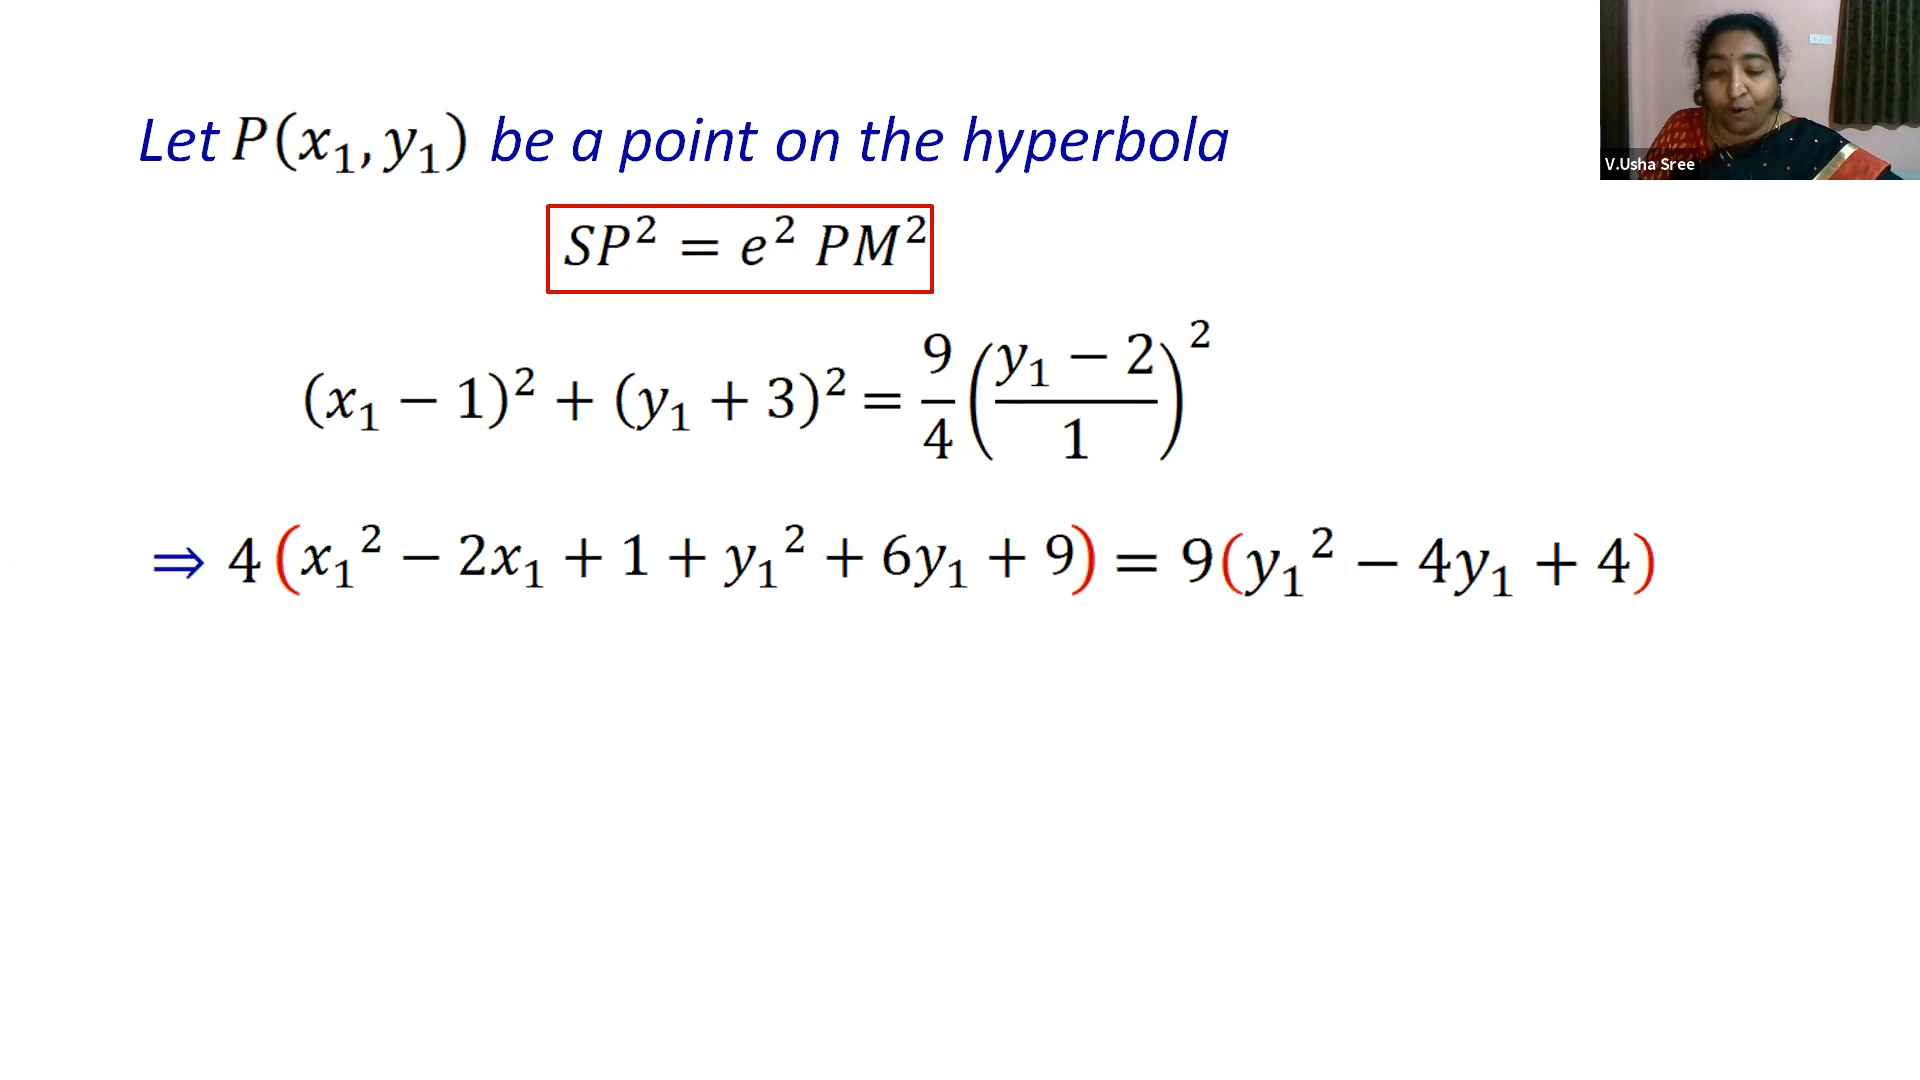 Let P(x₁, y₁) be a point on the hyperbola
SP² = e² PM²
(x₁ − 1)² + (y₁ + 3)² = 9/4 ((y₁ − 2)/1)²
⇒ 4(x₁² − 2x₁ + 1 + y₁² + 6y₁ + 9) = 9(y₁² − 4y₁ + 4)
V.Usha Sree